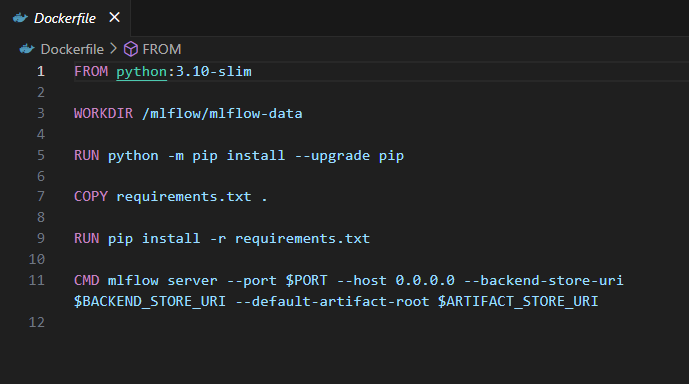 Dockerfile
Dockerfile > FROM
1 FROM python:3.10-slim
2
3 WORKDIR /mlflow/mlflow-data
4
5 RUN python -m pip install --upgrade pip
6
7 COPY requirements.txt .
8
9 RUN pip install -r requirements.txt
10
11 CMD mlflow server --port $PORT --host 0.0.0.0 --backend-store-uri
$BACKEND_STORE_URI --default-artifact-root $ARTIFACT_STORE_URI
12